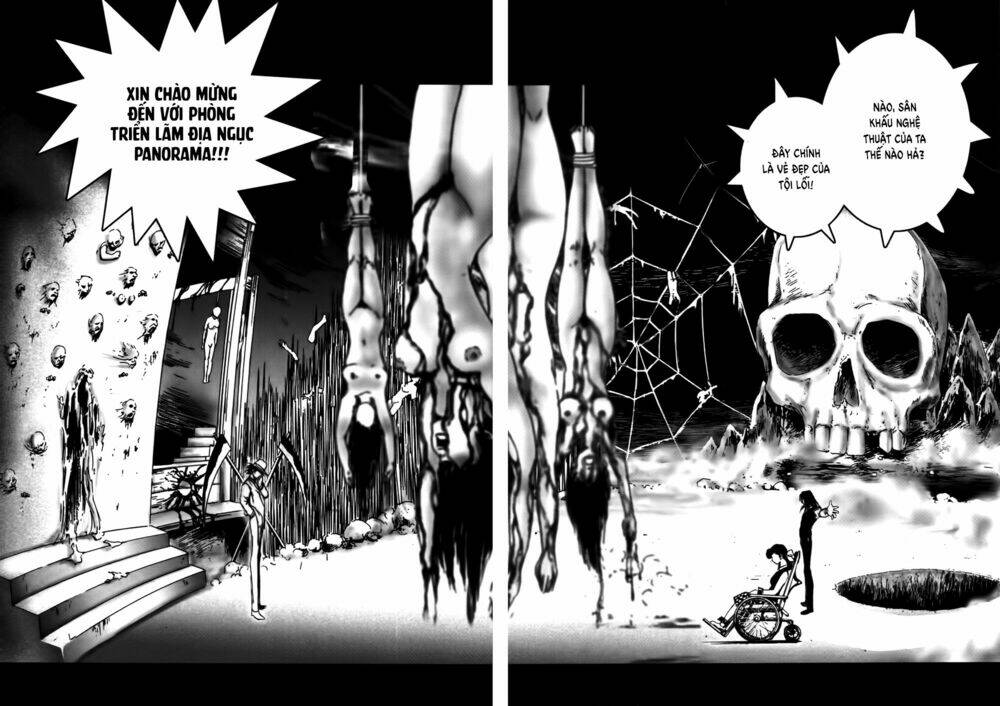 XIN CHÀO MỪNG
ĐẾN VỚI PHÒNG
TRIỂN LÃM ĐỊA NGỤC
PANORAMA!!!
NÀO, SÂN
KHẤU NGHỆ
THUẬT CỦA TA
THẾ NÀO HẢ?
ĐÂY CHÍNH
LÀ VẺ ĐẸP CỦA
TỘI LỖI!